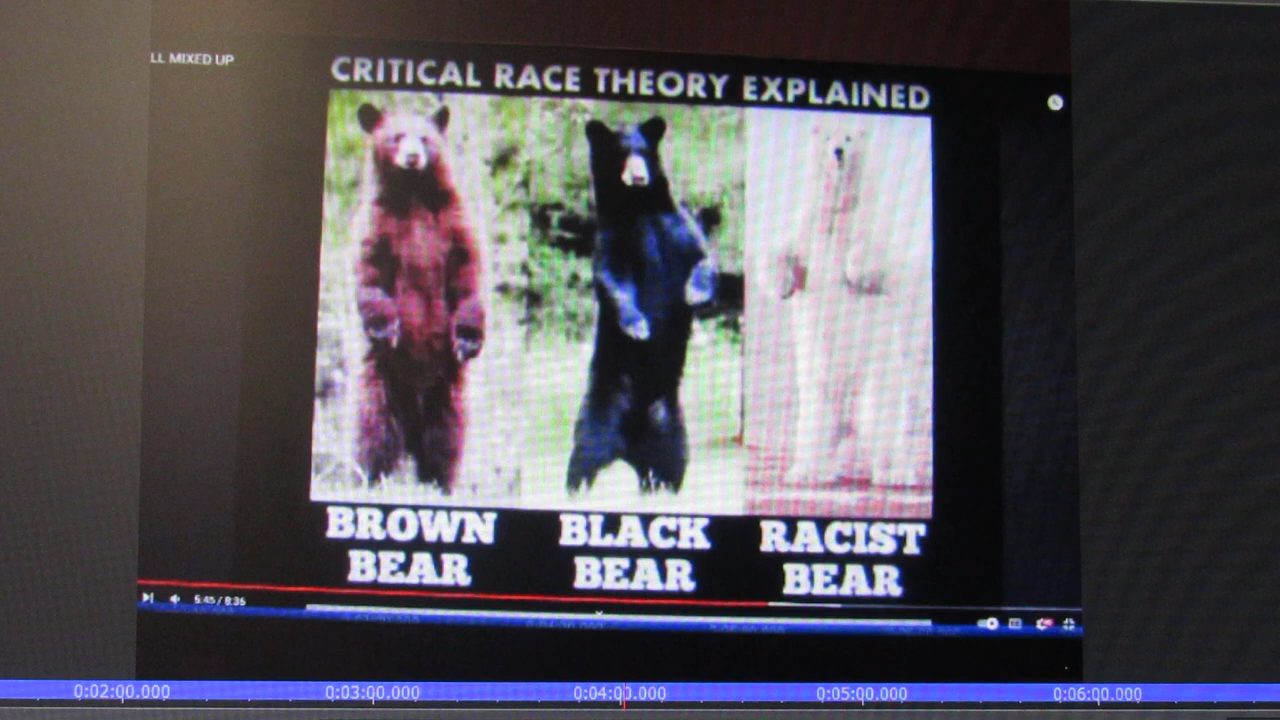 LL MIXED UP
CRITICAL RACE THEORY EXPLAINED
BROWN
BEAR
BLACK
BEAR
RACIST
BEAR
5:45 / 8:36
0:02:00.000
0:03:00.000
0:04:00.000
0:05:00.000
0:06:00.000